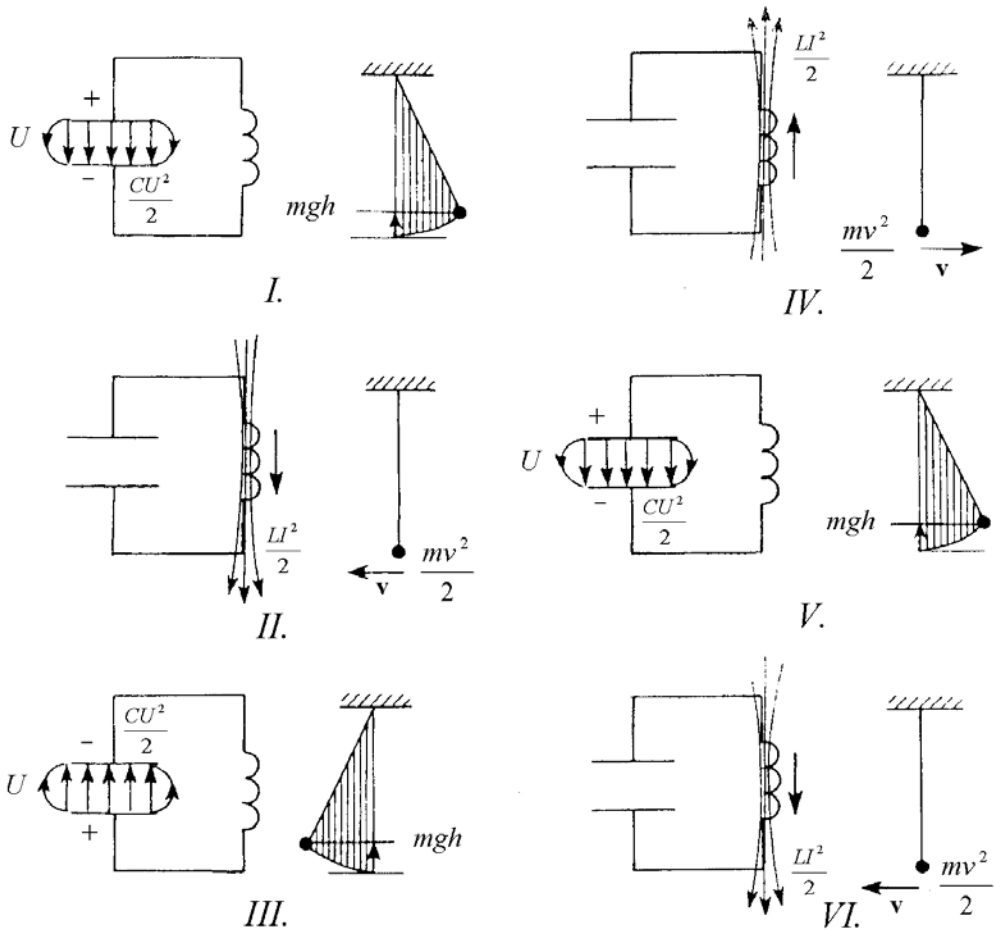 +
U
-
CU²/2
mgh
I.
LI²/2
mv²/2
v
IV.
LI²/2
v
mv²/2
II.
+
U
-
CU²/2
mgh
V.
-
CU²/2
U
+
mgh
III.
LI²/2
v
mv²/2
VI.